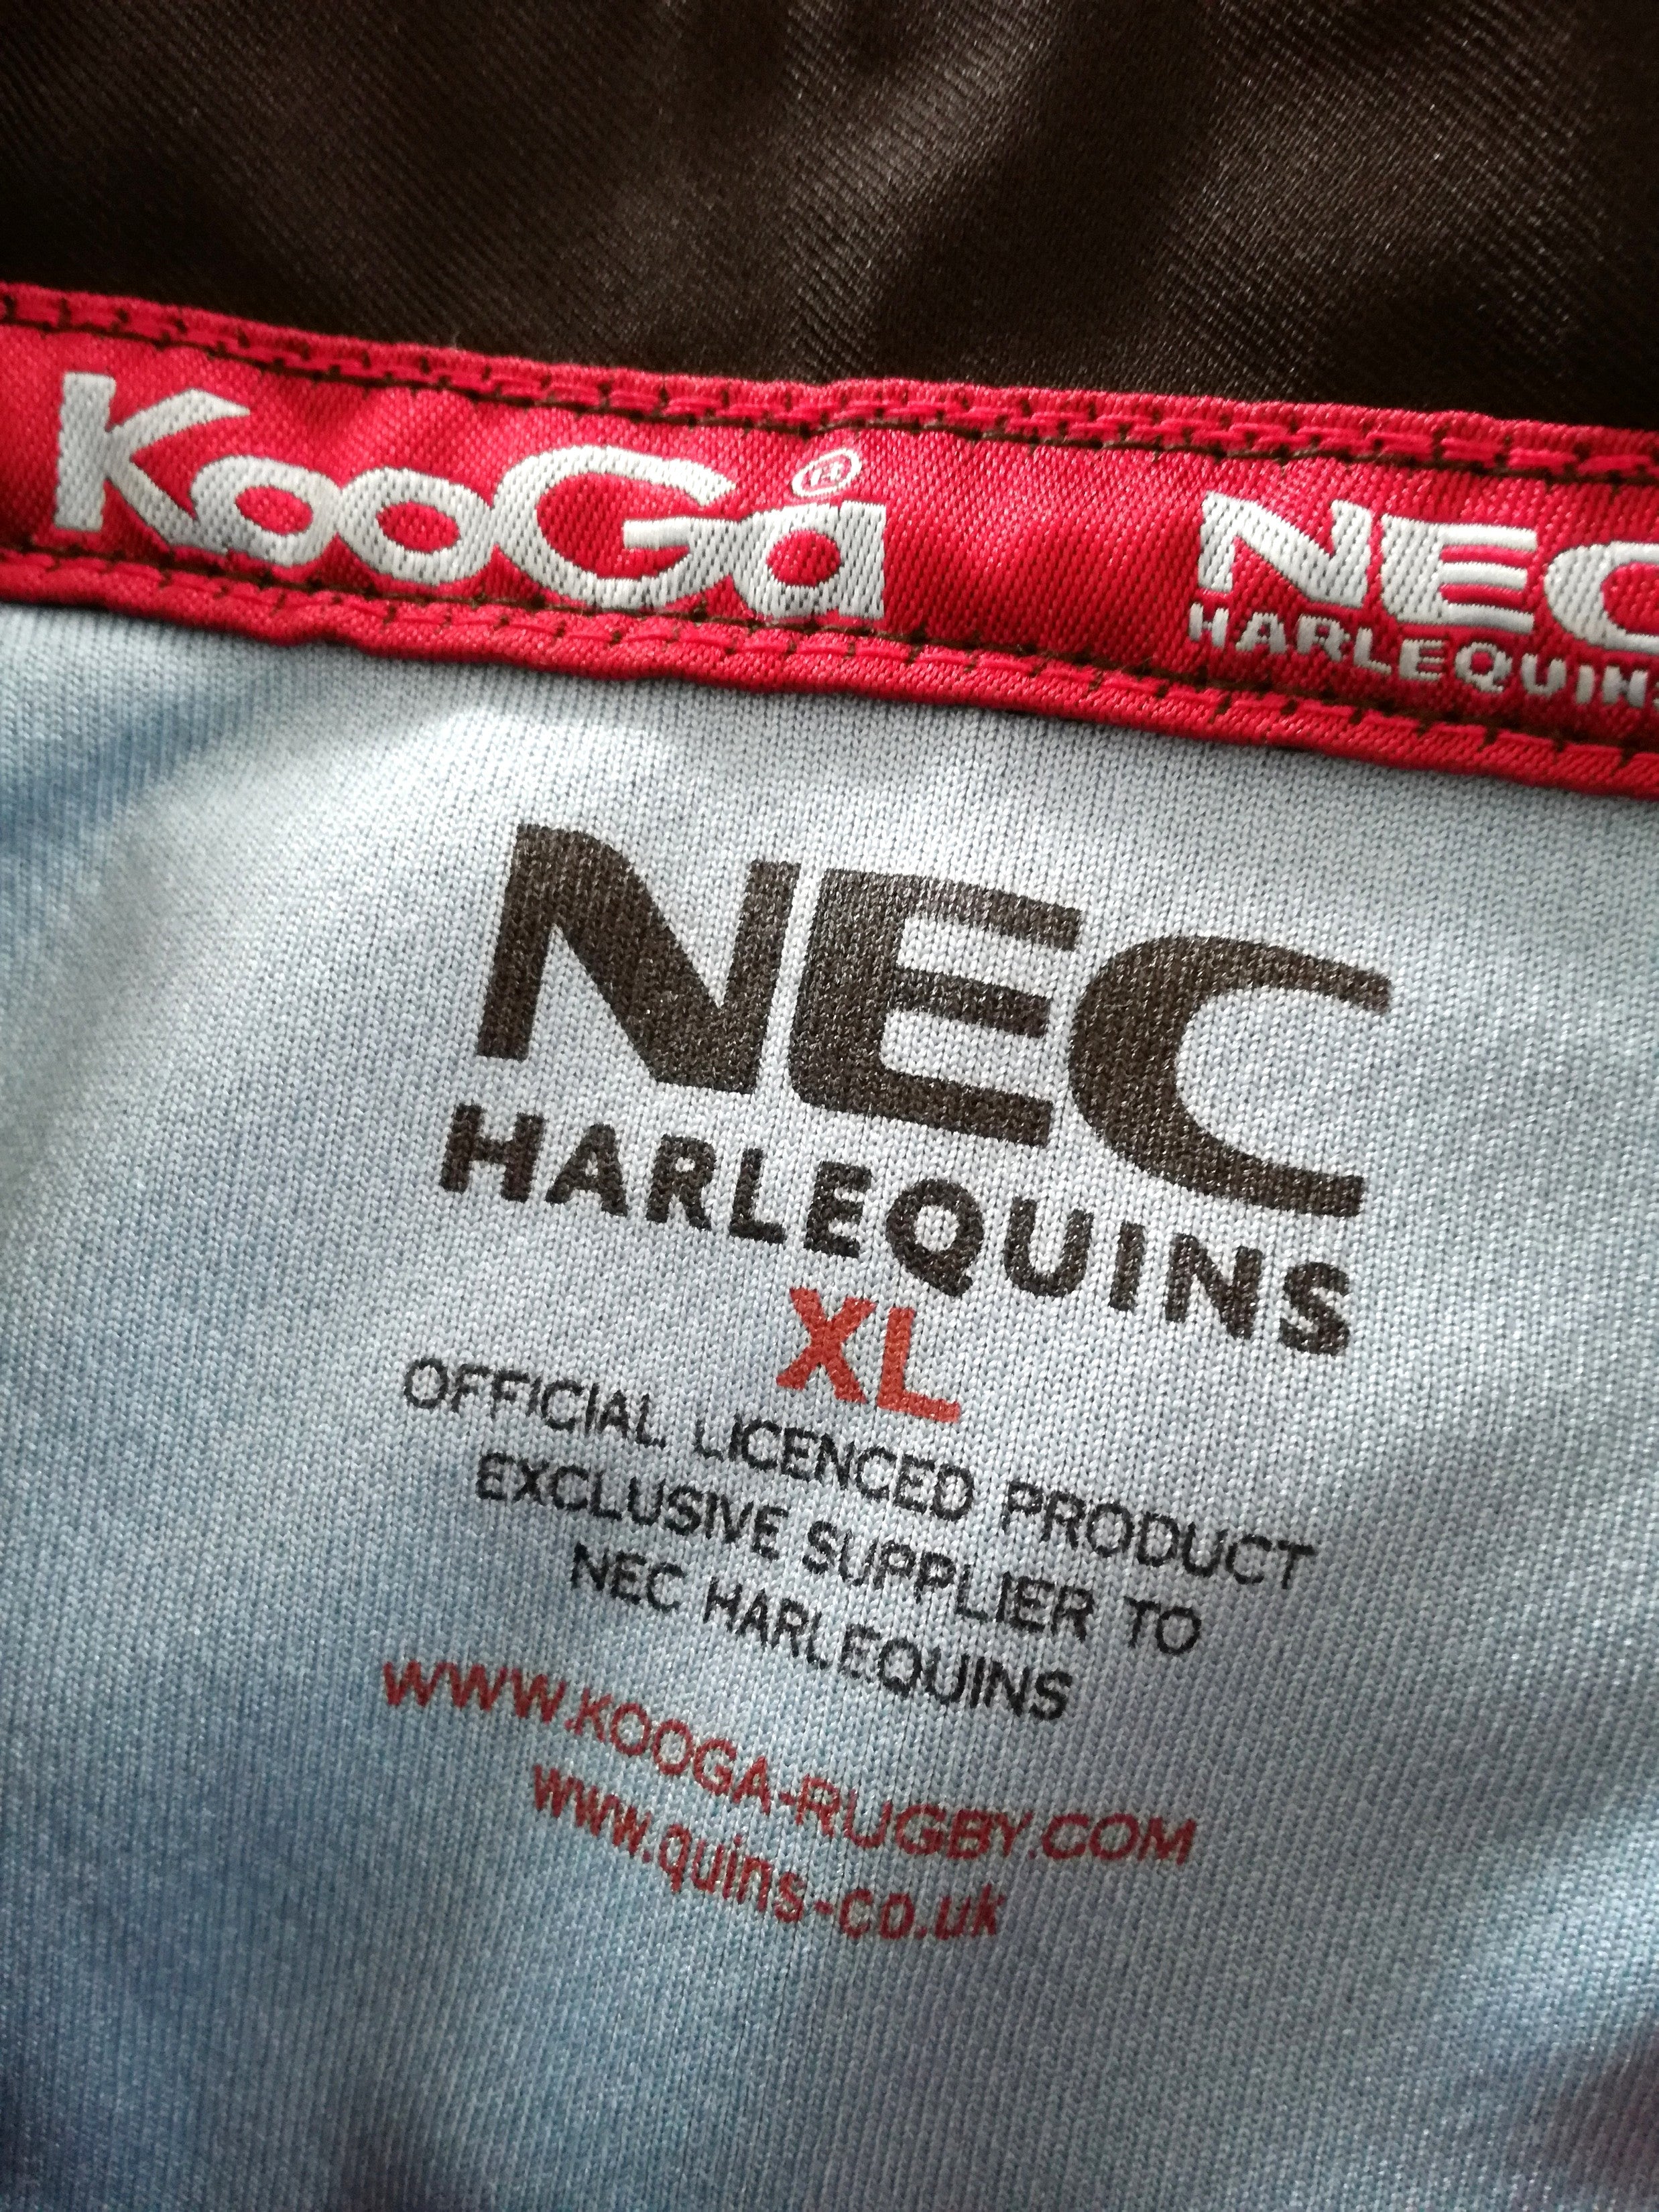 KooGa® NEC
HARLEQUINS
NEC
HARLEQUINS
XL
OFFICIAL LICENCED PRODUCT
EXCLUSIVE SUPPLIER TO
NEC HARLEQUINS
WWW.KOOGA-RUGBY.COM
www.quins-co.uk